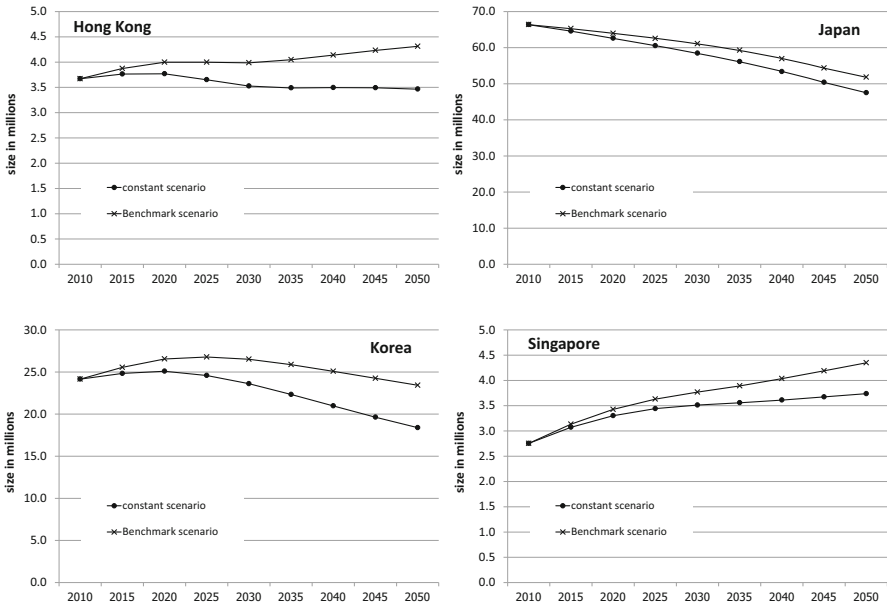 Hong Kong
size in millions
5.0
4.5
4.0
3.5
3.0
2.5
2.0
1.5
1.0
0.5
0.0
constant scenario
Benchmark scenario
2010 2015 2020 2025 2030 2035 2040 2045 2050
Japan
size in millions
70.0
60.0
50.0
40.0
30.0
20.0
10.0
0.0
constant scenario
Benchmark scenario
2010 2015 2020 2025 2030 2035 2040 2045 2050
Korea
size in millions
30.0
25.0
20.0
15.0
10.0
5.0
0.0
constant scenario
Benchmark scenario
2010 2015 2020 2025 2030 2035 2040 2045 2050
Singapore
size in millions
5.0
4.5
4.0
3.5
3.0
2.5
2.0
1.5
1.0
0.5
0.0
constant scenario
Benchmark scenario
2010 2015 2020 2025 2030 2035 2040 2045 2050